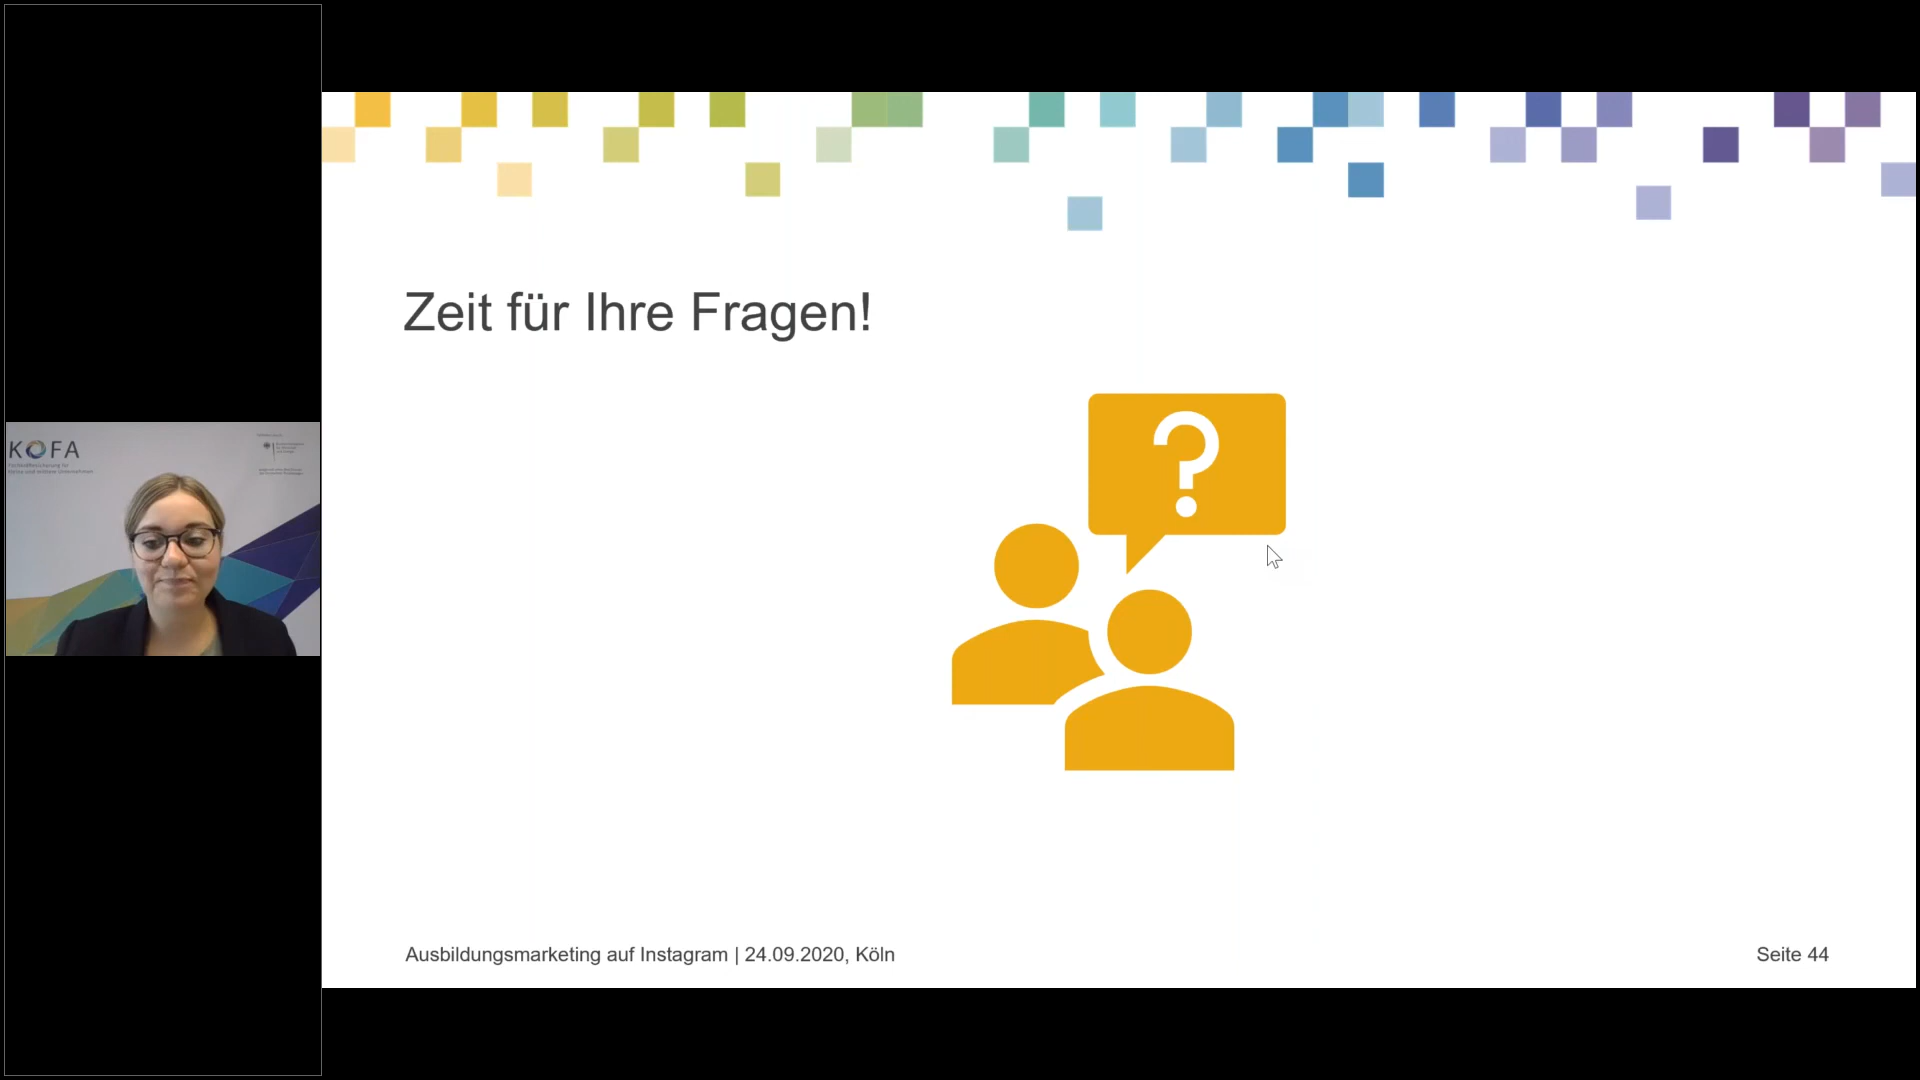 KOFA
Zeit für Ihre Fragen!
?
Ausbildungsmarketing auf Instagram | 24.09.2020, Köln
Seite 44